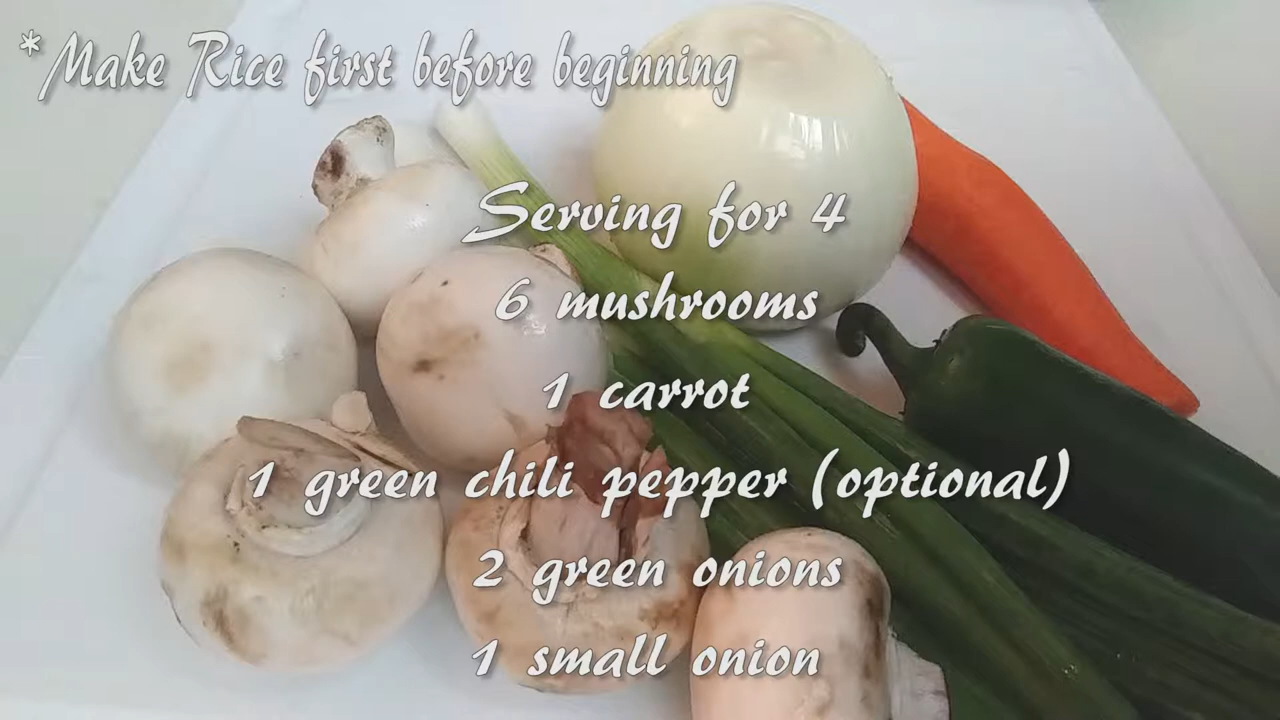 *Make Rice first before beginning
Serving for 4
6 mushrooms
1 carrot
1 green chili pepper (optional)
2 green onions
1 small onion